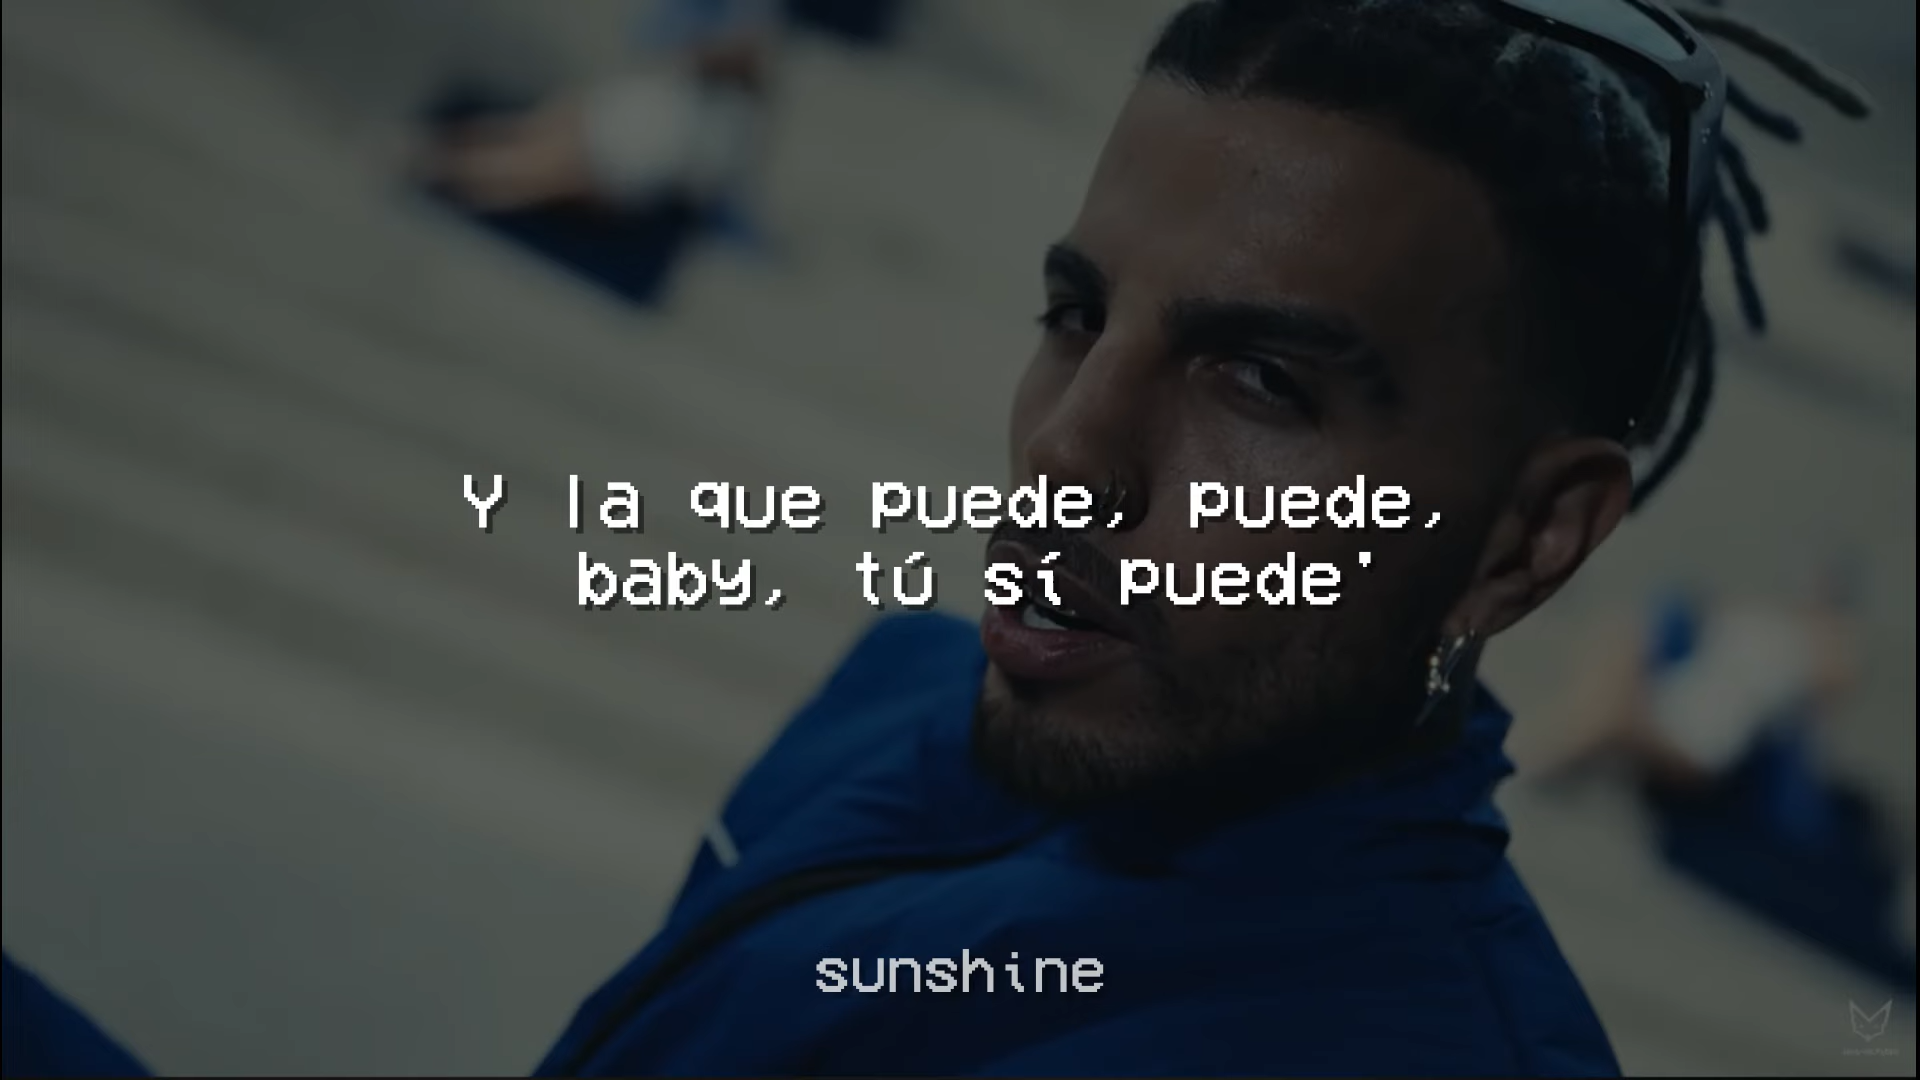 Y la que puede, puede,
baby, tú sí puede'
sunshine